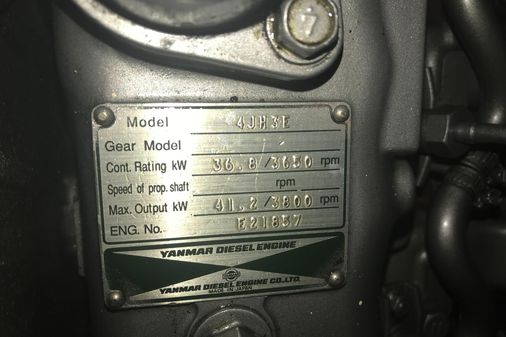 7
Model 4JH3E
Gear Model
Cont. Rating kW 36.8/3650 rpm
Speed of prop. shaft rpm
Max. Output kW 41.2/3800 rpm
ENG. No. E21857
YANMAR DIESEL ENGINE
YANMAR DIESEL ENGINE CO.,LTD.
MADE IN JAPAN